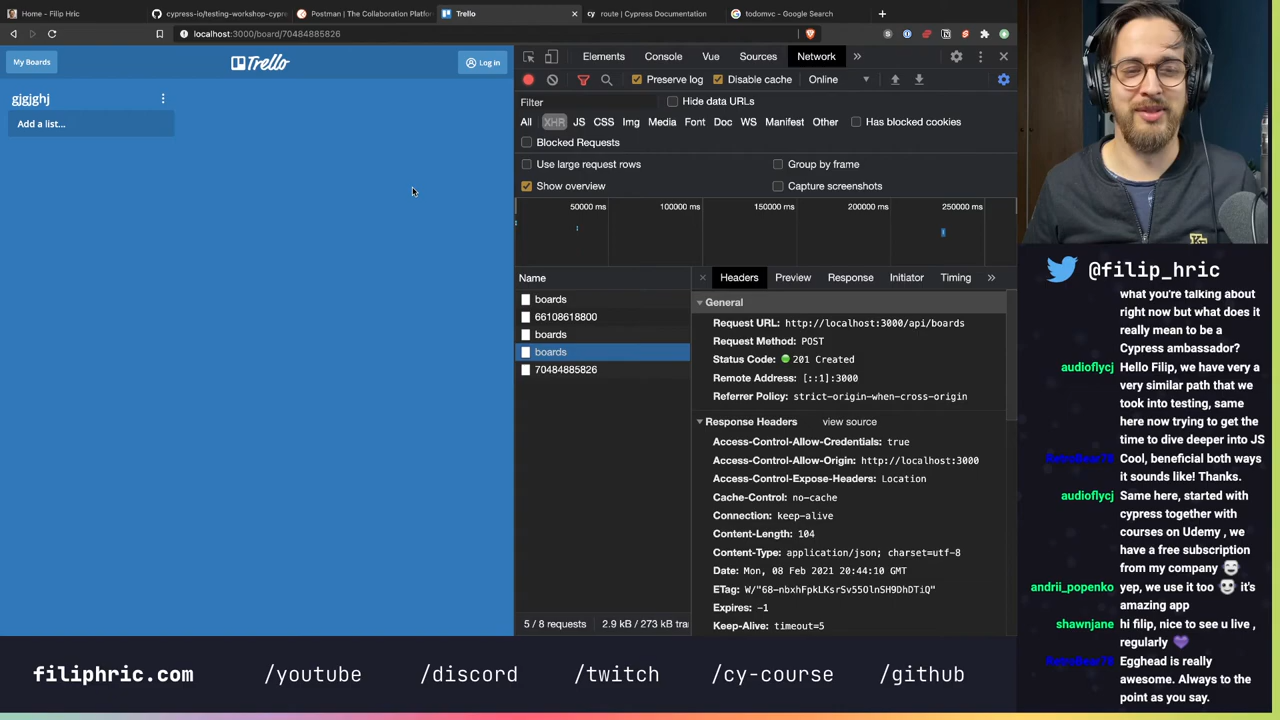 Home - Filip Hric
cypress-io/testing-workshop-cypre
Postman | The Collaboration Platfo
Trello
route | Cypress Documentation
todomvc - Google Search
localhost:3000/board/70484885826
My Boards
Trello
Log in
gjgjghj
Add a list...
Elements
Console
Vue
Sources
Network
Preserve log
Disable cache
Online
Filter
Hide data URLs
All
XHR
JS
CSS
Img
Media
Font
Doc
WS
Manifest
Other
Has blocked cookies
Blocked Requests
Use large request rows
Group by frame
Show overview
Capture screenshots
50000 ms
100000 ms
150000 ms
200000 ms
250000 ms
Name
boards
66108618800
boards
boards
70484885826
5 / 8 requests
2.9 kB / 273 kB tra
Headers
Preview
Response
Initiator
Timing
General
Request URL: http://localhost:3000/api/boards
Request Method: POST
Status Code: 201 Created
Remote Address: [::1]:3000
Referrer Policy: strict-origin-when-cross-origin
Response Headers
view source
Access-Control-Allow-Credentials: true
Access-Control-Allow-Origin: http://localhost:3000
Access-Control-Expose-Headers: Location
Cache-Control: no-cache
Connection: keep-alive
Content-Length: 104
Content-Type: application/json; charset=utf-8
Date: Mon, 08 Feb 2021 20:44:10 GMT
ETag: W/"68-nbxhFpkLKsrSv55OlnSH9DhDTiQ"
Expires: -1
Keep-Alive: timeout=5
@filip_hric
what you're talking about
right now but what does it
really mean to be a
Cypress ambassador?
audioflycj Hello Filip, we have very a
very similar path that we
took into testing, same
here now trying to get the
time to dive deeper into JS
Cool, beneficial both ways
it sounds like! Thanks.
audioflycj Same here, started with
cypress together with
courses on Udemy , we
have a free subscription
from my company
andrii_popenko yep, we use it too it's
amazing app
shawnjane hi filip, nice to see u live ,
regularly
Egghead is really
awesome. Always to the
point as you say.
filiphric.com
/youtube
/discord
/twitch
/cy-course
/github